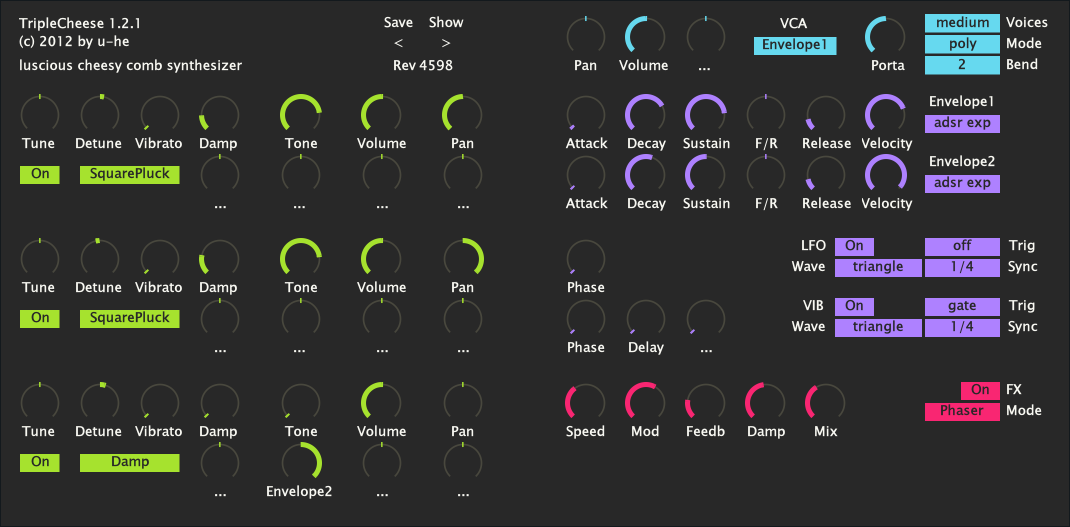 TripleCheese 1.2.1
(c) 2012 by u-he
luscious cheesy comb synthesizer
Save Show
< >
Rev 4598
Pan Volume ...
VCA
Envelope1
Porta
medium Voices
poly Mode
2 Bend
Tune Detune Vibrato Damp Tone Volume Pan
On SquarePluck
... ... ... ...
Attack Decay Sustain F/R Release Velocity
Envelope1
adsr exp
Attack Decay Sustain F/R Release Velocity
Envelope2
adsr exp
Tune Detune Vibrato Damp Tone Volume Pan
On SquarePluck
... ... ... ...
Phase
LFO On off Trig
Wave triangle 1/4 Sync
Phase Delay ...
VIB On gate Trig
Wave triangle 1/4 Sync
Tune Detune Vibrato Damp Tone Volume Pan
On Damp
... Envelope2 ... ...
Speed Mod Feedb Damp Mix
On FX
Phaser Mode